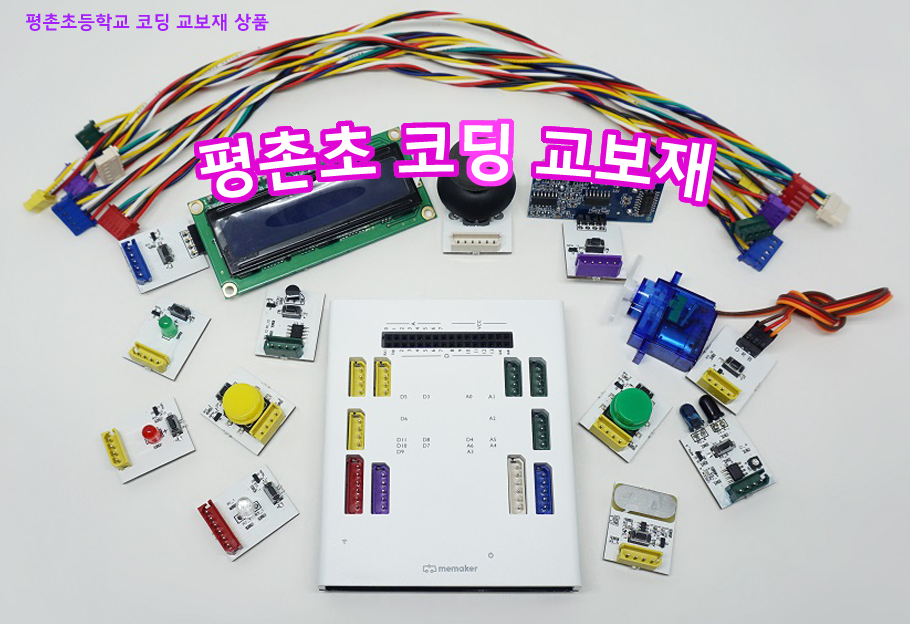 평촌초등학교 코딩 교보재 상품
평촌초 코딩 교보재
A
VCC
D5 D3 A0 A1
D6 A2
D11 D8 D4 A5
D10 D7 A6 A4
D9 A3
memaker